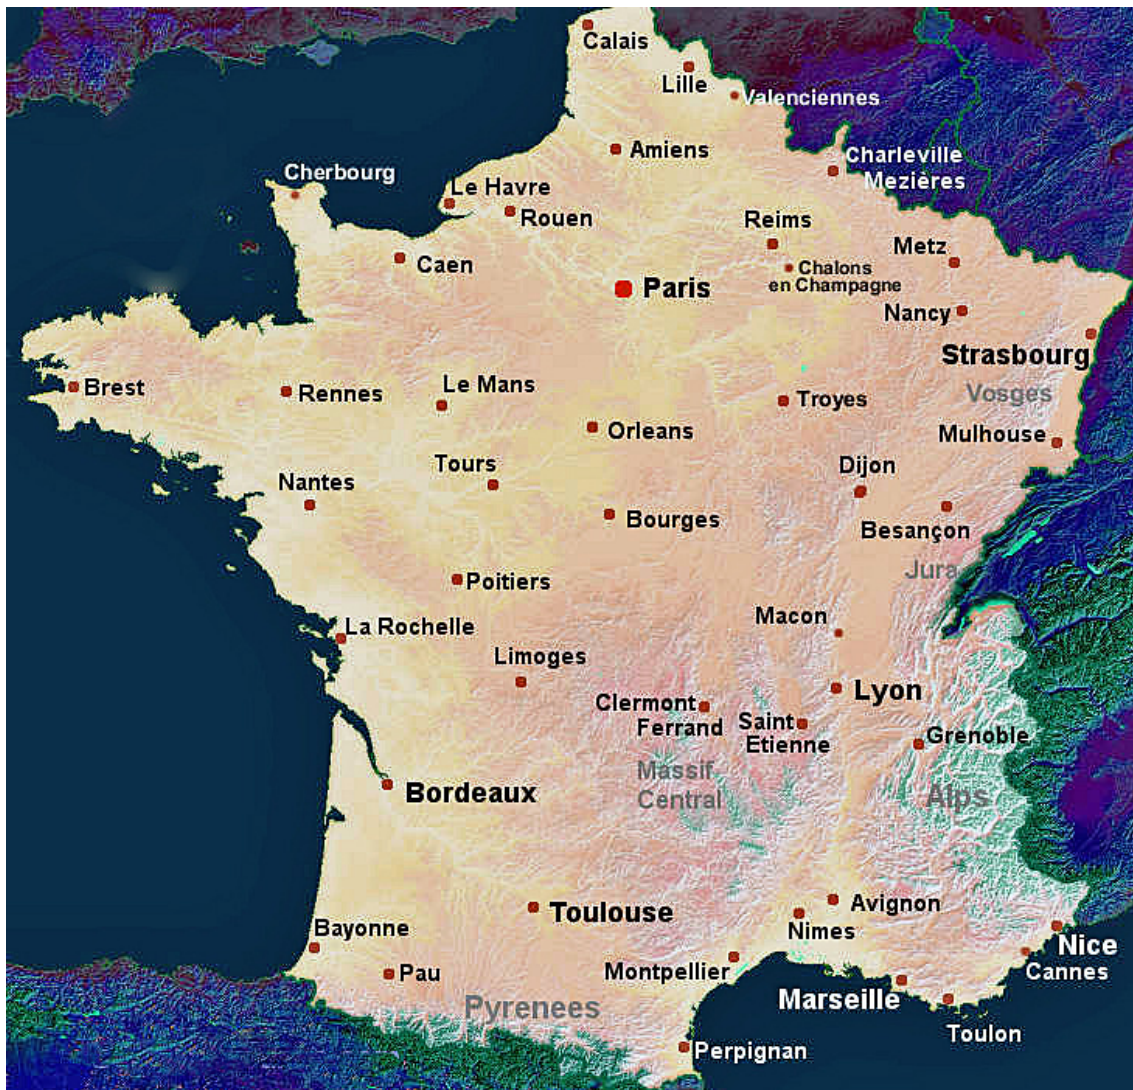 Calais
Lille
Valenciennes
Amiens
Charleville
Mezières
Cherbourg
Le Havre
Rouen
Reims
Metz
Caen
Chalons
en Champagne
Paris
Nancy
Strasbourg
Brest
Rennes
Le Mans
Troyes
Vosges
Orleans
Mulhouse
Tours
Dijon
Nantes
Bourges
Besançon
Jura
Poitiers
Macon
La Rochelle
Limoges
Lyon
Clermont
Ferrand
Saint
Etienne
Grenoble
Massif
Central
Alps
Bordeaux
Avignon
Toulouse
Nimes
Bayonne
Nice
Pau
Montpellier
Cannes
Marseille
Pyrenees
Toulon
Perpignan